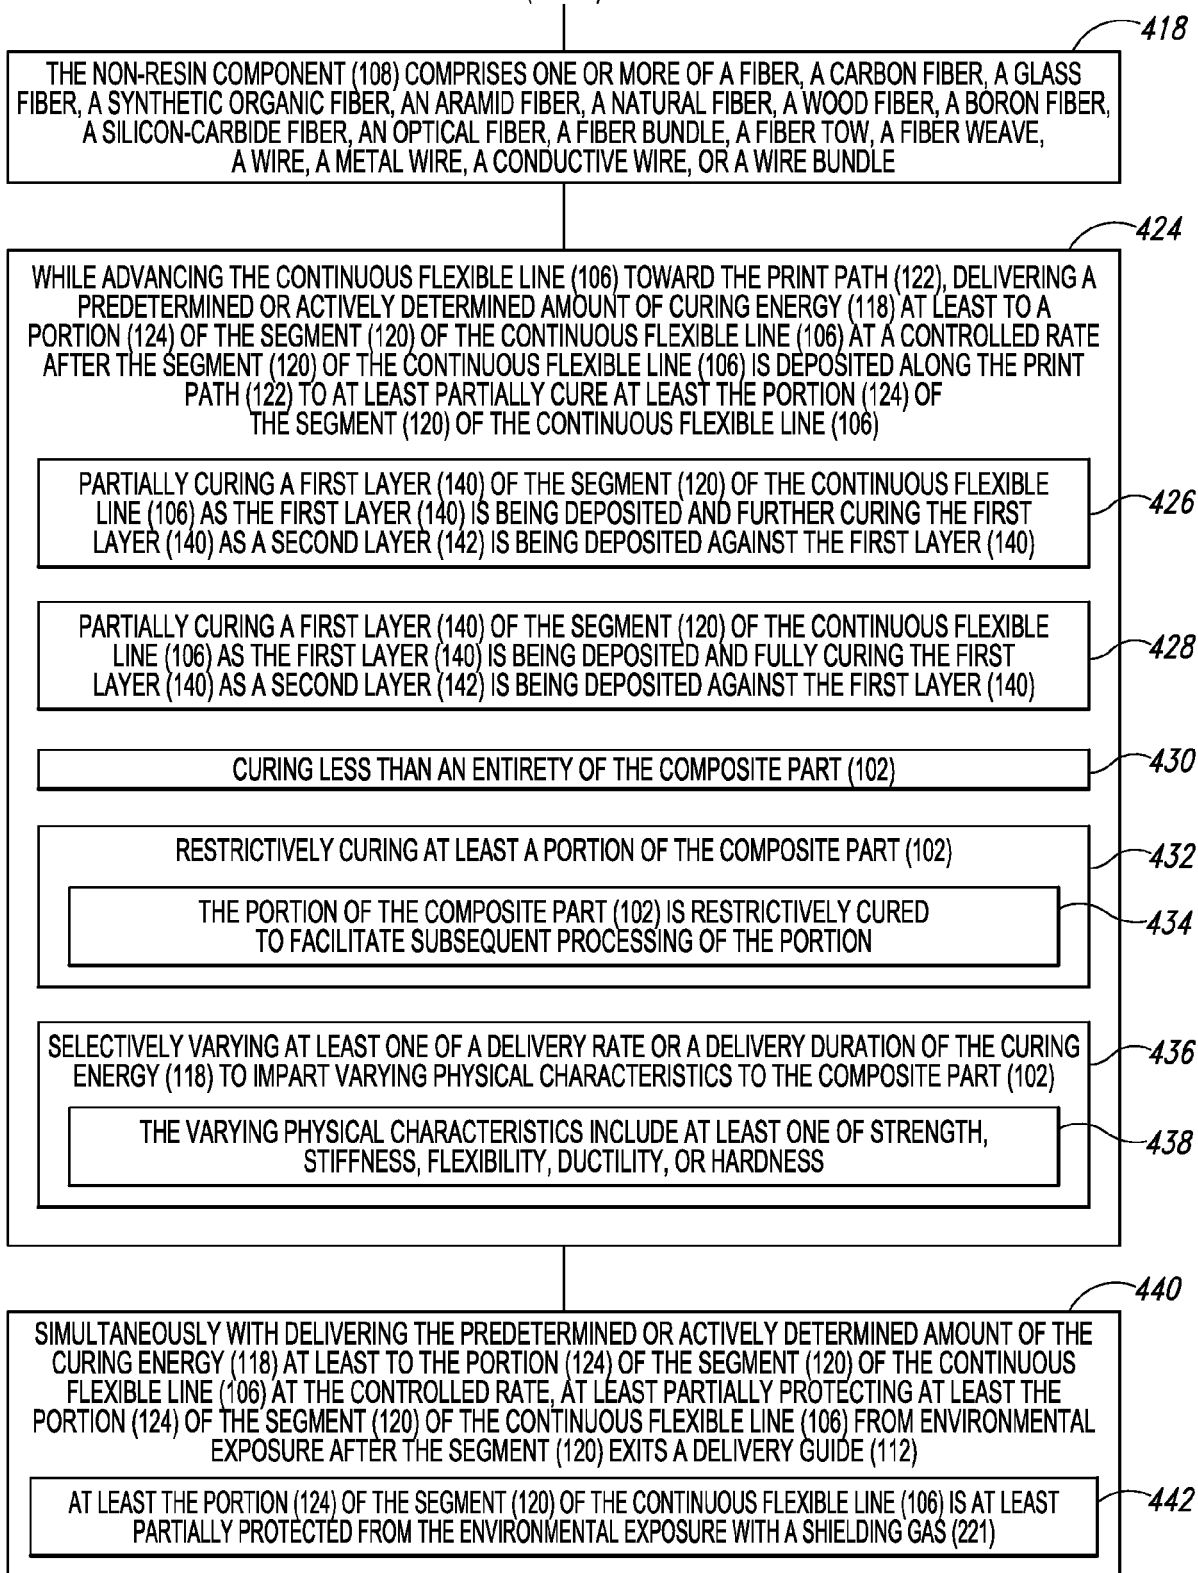 418
THE NON-RESIN COMPONENT (108) COMPRISES ONE OR MORE OF A FIBER, A CARBON FIBER, A GLASS
FIBER, A SYNTHETIC ORGANIC FIBER, AN ARAMID FIBER, A NATURAL FIBER, A WOOD FIBER, A BORON FIBER,
A SILICON-CARBIDE FIBER, AN OPTICAL FIBER, A FIBER BUNDLE, A FIBER TOW, A FIBER WEAVE,
A WIRE, A METAL WIRE, A CONDUCTIVE WIRE, OR A WIRE BUNDLE
424
WHILE ADVANCING THE CONTINUOUS FLEXIBLE LINE (106) TOWARD THE PRINT PATH (122), DELIVERING A
PREDETERMINED OR ACTIVELY DETERMINED AMOUNT OF CURING ENERGY (118) AT LEAST TO A
PORTION (124) OF THE SEGMENT (120) OF THE CONTINUOUS FLEXIBLE LINE (106) AT A CONTROLLED RATE
AFTER THE SEGMENT (120) OF THE CONTINUOUS FLEXIBLE LINE (106) IS DEPOSITED ALONG THE PRINT
PATH (122) TO AT LEAST PARTIALLY CURE AT LEAST THE PORTION (124) OF
THE SEGMENT (120) OF THE CONTINUOUS FLEXIBLE LINE (106)
PARTIALLY CURING A FIRST LAYER (140) OF THE SEGMENT (120) OF THE CONTINUOUS FLEXIBLE
LINE (106) AS THE FIRST LAYER (140) IS BEING DEPOSITED AND FURTHER CURING THE FIRST
LAYER (140) AS A SECOND LAYER (142) IS BEING DEPOSITED AGAINST THE FIRST LAYER (140)
426
PARTIALLY CURING A FIRST LAYER (140) OF THE SEGMENT (120) OF THE CONTINUOUS FLEXIBLE
LINE (106) AS THE FIRST LAYER (140) IS BEING DEPOSITED AND FULLY CURING THE FIRST
LAYER (140) AS A SECOND LAYER (142) IS BEING DEPOSITED AGAINST THE FIRST LAYER (140)
428
CURING LESS THAN AN ENTIRETY OF THE COMPOSITE PART (102)
430
RESTRICTIVELY CURING AT LEAST A PORTION OF THE COMPOSITE PART (102)
432
THE PORTION OF THE COMPOSITE PART (102) IS RESTRICTIVELY CURED
TO FACILITATE SUBSEQUENT PROCESSING OF THE PORTION
434
SELECTIVELY VARYING AT LEAST ONE OF A DELIVERY RATE OR A DELIVERY DURATION OF THE CURING
ENERGY (118) TO IMPART VARYING PHYSICAL CHARACTERISTICS TO THE COMPOSITE PART (102)
436
THE VARYING PHYSICAL CHARACTERISTICS INCLUDE AT LEAST ONE OF STRENGTH,
STIFFNESS, FLEXIBILITY, DUCTILITY, OR HARDNESS
438
440
SIMULTANEOUSLY WITH DELIVERING THE PREDETERMINED OR ACTIVELY DETERMINED AMOUNT OF THE
CURING ENERGY (118) AT LEAST TO THE PORTION (124) OF THE SEGMENT (120) OF THE CONTINUOUS
FLEXIBLE LINE (106) AT THE CONTROLLED RATE, AT LEAST PARTIALLY PROTECTING AT LEAST THE
PORTION (124) OF THE SEGMENT (120) OF THE CONTINUOUS FLEXIBLE LINE (106) FROM ENVIRONMENTAL
EXPOSURE AFTER THE SEGMENT (120) EXITS A DELIVERY GUIDE (112)
AT LEAST THE PORTION (124) OF THE SEGMENT (120) OF THE CONTINUOUS FLEXIBLE LINE (106) IS AT LEAST
PARTIALLY PROTECTED FROM THE ENVIRONMENTAL EXPOSURE WITH A SHIELDING GAS (221)
442